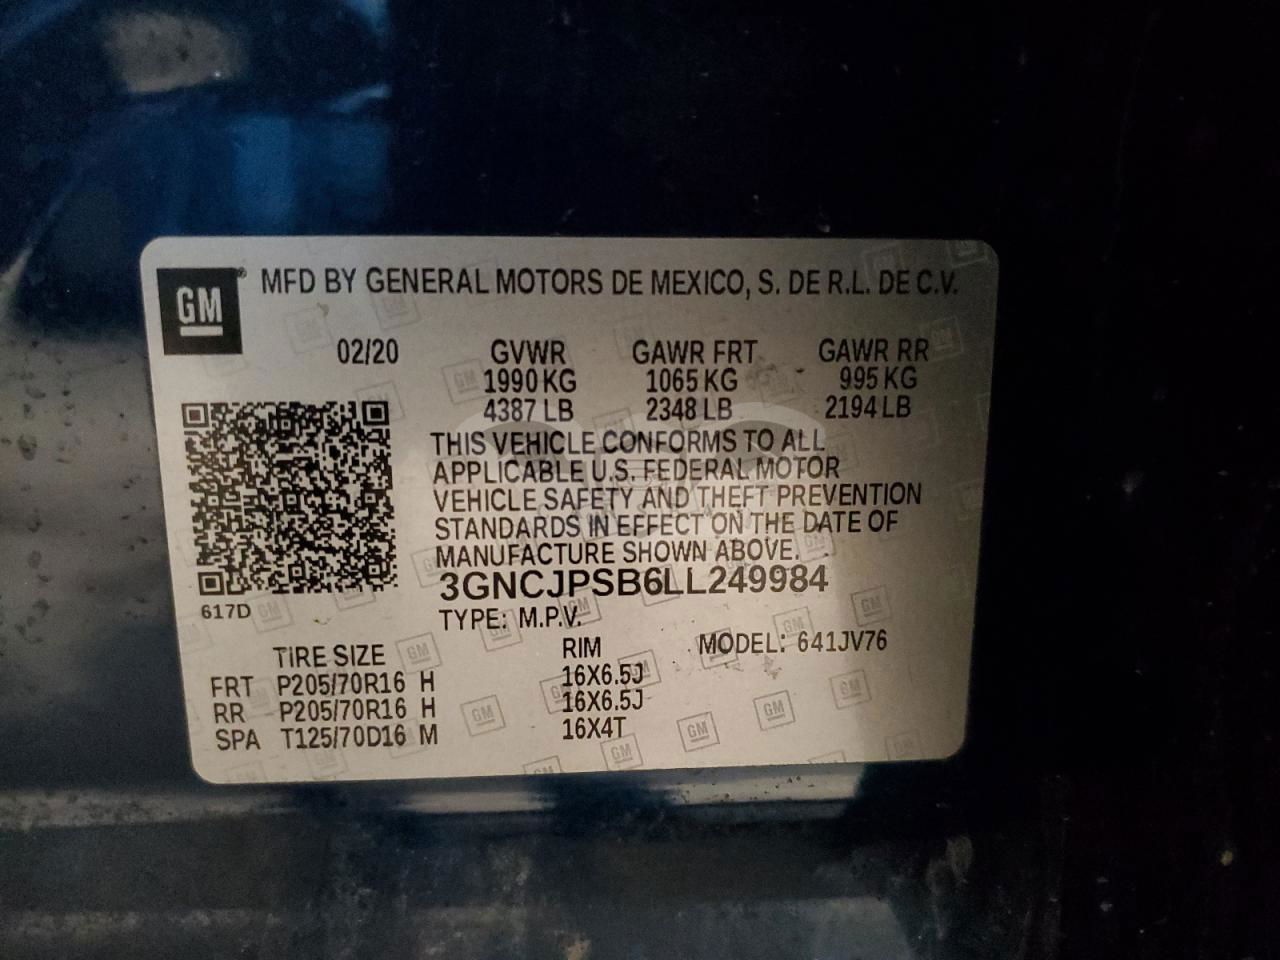 GM ® MFD BY GENERAL MOTORS DE MEXICO, S. DE R.L. DE C.V.
02/20 GVWR GAWR FRT GAWR RR
1990 KG 1065 KG 995 KG
4387 LB 2348 LB 2194 LB
THIS VEHICLE CONFORMS TO ALL
APPLICABLE U.S. FEDERAL MOTOR
VEHICLE SAFETY AND THEFT PREVENTION
STANDARDS IN EFFECT ON THE DATE OF
MANUFACTURE SHOWN ABOVE.
3GNCJPSB6LL249984
617D
TYPE: M.P.V.
TIRE SIZE RIM MODEL: 641JV76
FRT P205/70R16 H 16X6.5J
RR P205/70R16 H 16X6.5J
SPA T125/70D16 M 16X4T